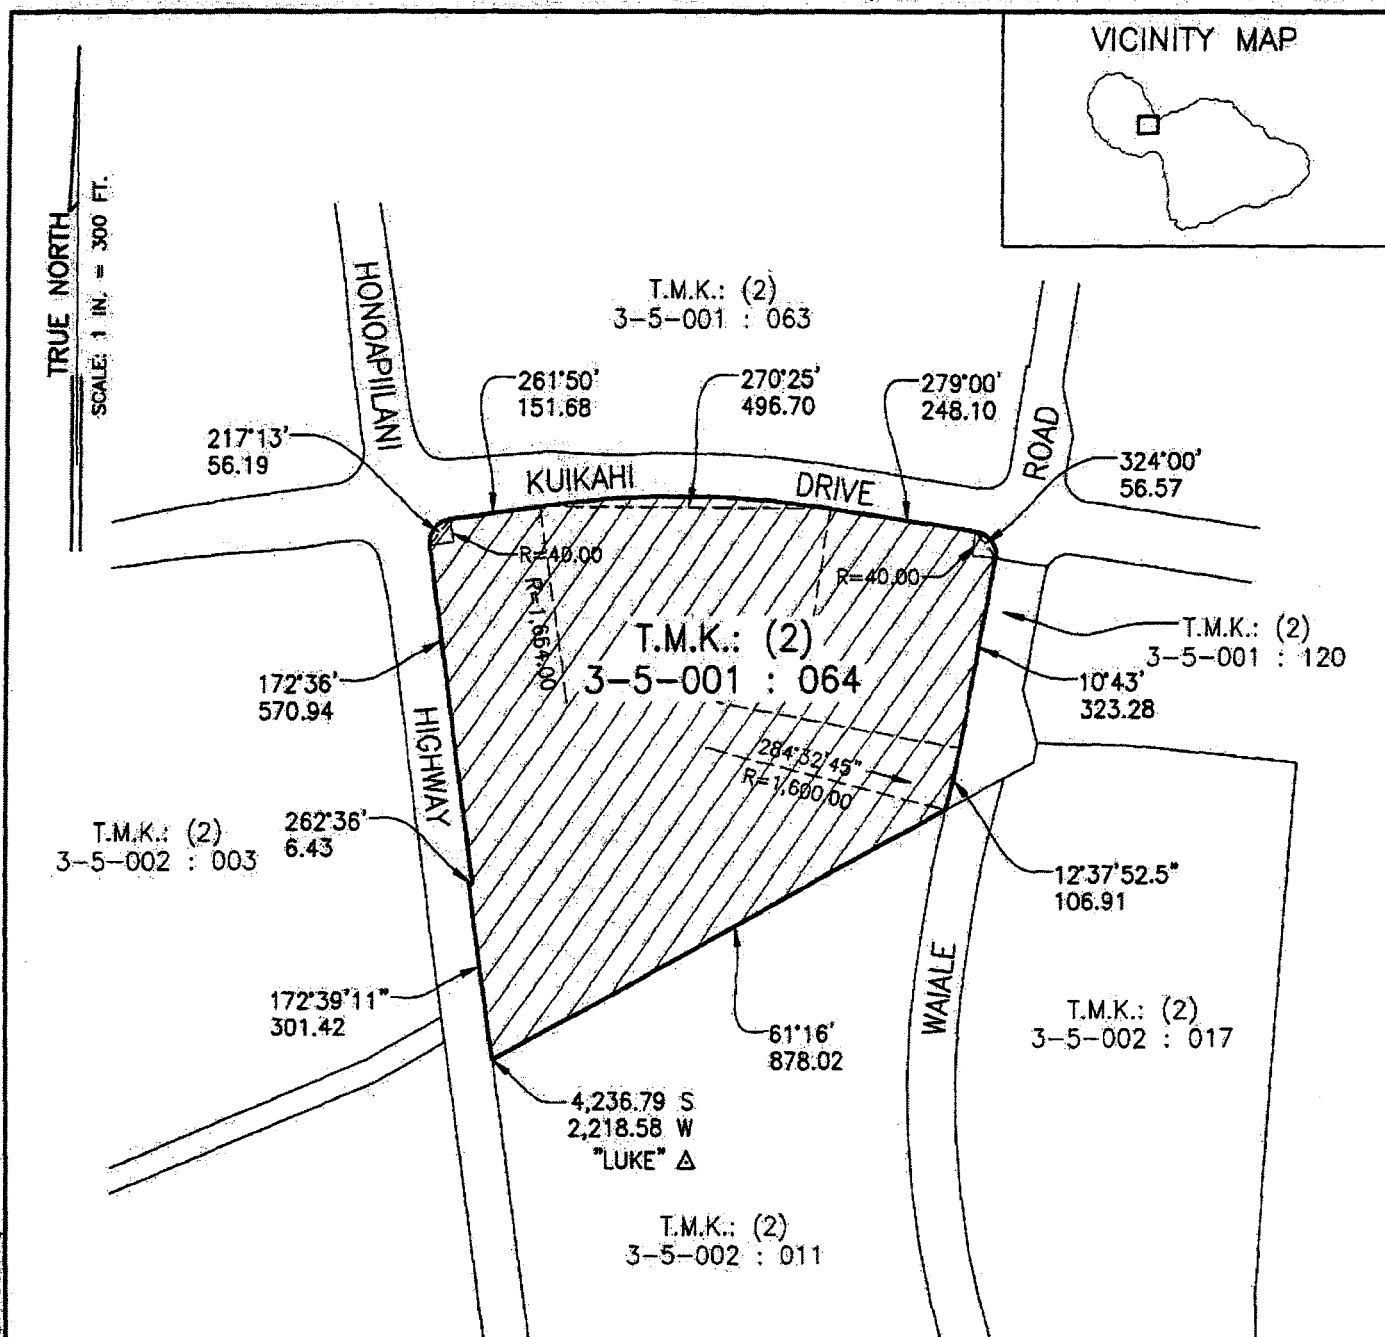 VICINITY MAP
TRUE NORTH
SCALE: 1 IN. = 300 FT.
HONOAPIILANI
T.M.K.: (2)
3-5-001 : 063
261°50'
151.68
270°25'
496.70
279°00'
248.10
ROAD
217°13'
56.19
324°00'
56.57
KUIKAHI
DRIVE
R=40.00
R=40.00
R=1,664.00
T.M.K.: (2)
3-5-001 : 064
T.M.K.: (2)
3-5-001 : 120
172°36'
570.94
10°43'
323.28
HIGHWAY
284°32'45"
R=1,600.00
T.M.K.: (2)
3-5-002 : 003
262°36'
6.43
12°37'52.5"
106.91
WAIALE
172°39'11"
301.42
61°16'
878.02
T.M.K.: (2)
3-5-002 : 017
4,236.79 S
2,218.58 W
"LUKE"
T.M.K.: (2)
3-5-002 : 011